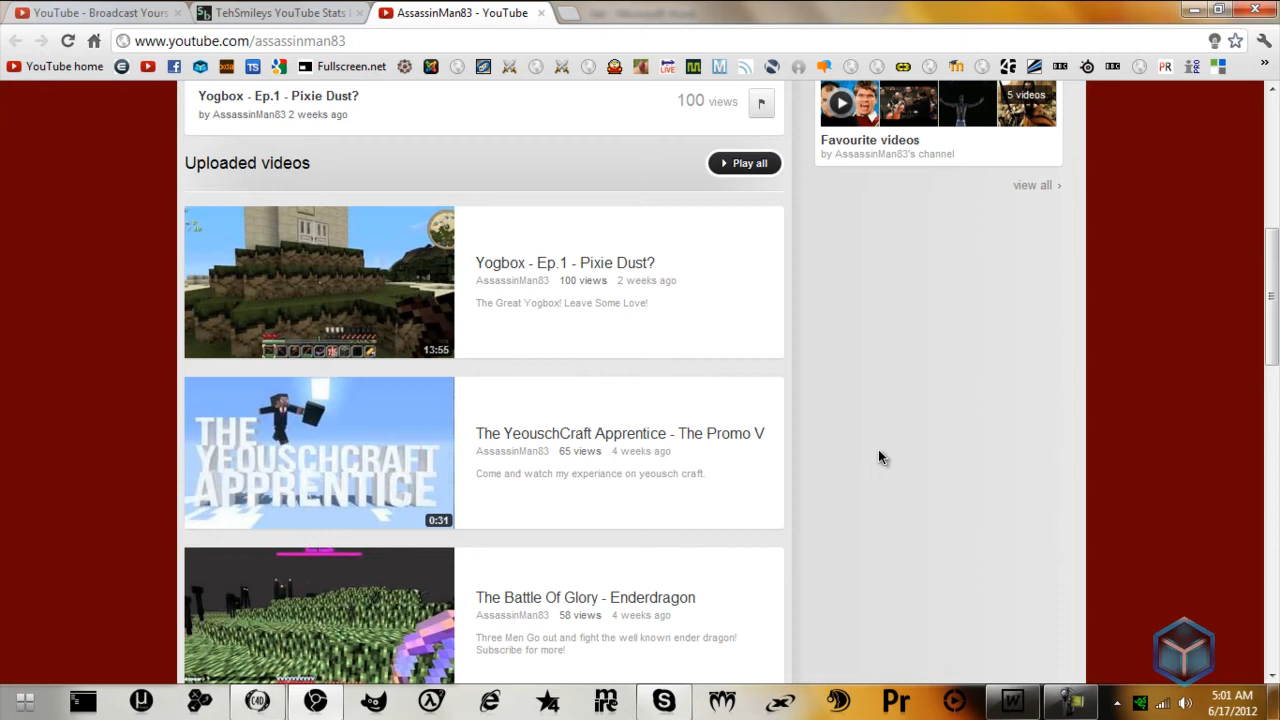 YouTube - Broadcast Yours
TehSmileys YouTube Stats
AssassinMan83 - YouTube
www.youtube.com/assassinman83
YouTube home
TS
Fullscreen.net
LIVE
M
BBC
BBC
PR
Yogbox - Ep.1 - Pixie Dust?
by AssassinMan83 2 weeks ago
100 views
5 videos
Favourite videos
by AssassinMan83's channel
view all ›
Uploaded videos
Play all
Yogbox - Ep.1 - Pixie Dust?
AssassinMan83 100 views 2 weeks ago
The Great Yogbox! Leave Some Love!
13:55
THE
YEOUSCHCRAFT
APPRENTICE
0:31
The YeouschCraft Apprentice - The Promo V
AssassinMan83 65 views 4 weeks ago
Come and watch my experiance on yeousch craft.
The Battle Of Glory - Enderdragon
AssassinMan83 58 views 4 weeks ago
Three Men Go out and fight the well known ender dragon!
Subscribe for more!
Pr
5:01 AM
6/17/2012